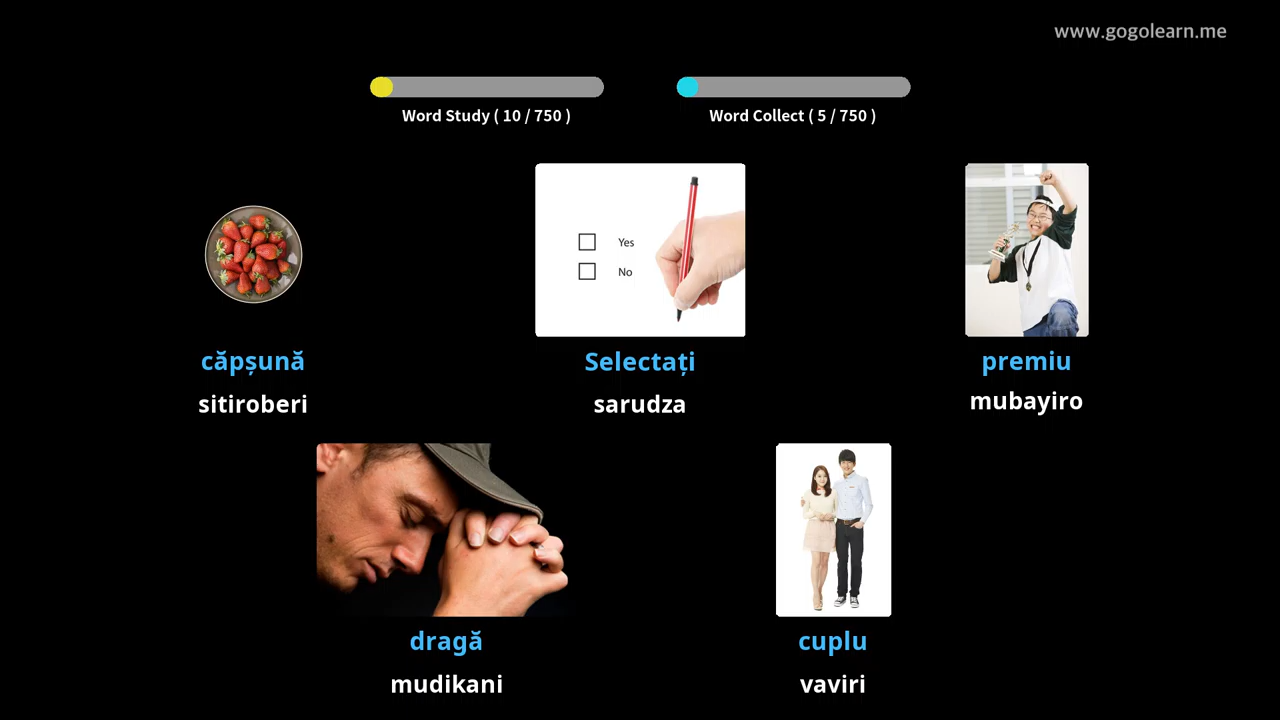 www.gogolearn.me
Word Study ( 10 / 750 )
Word Collect ( 5 / 750 )
Yes
No
căpșună
sitiroberi
Selectați
sarudza
premiu
mubayiro
dragă
mudikani
cuplu
vaviri